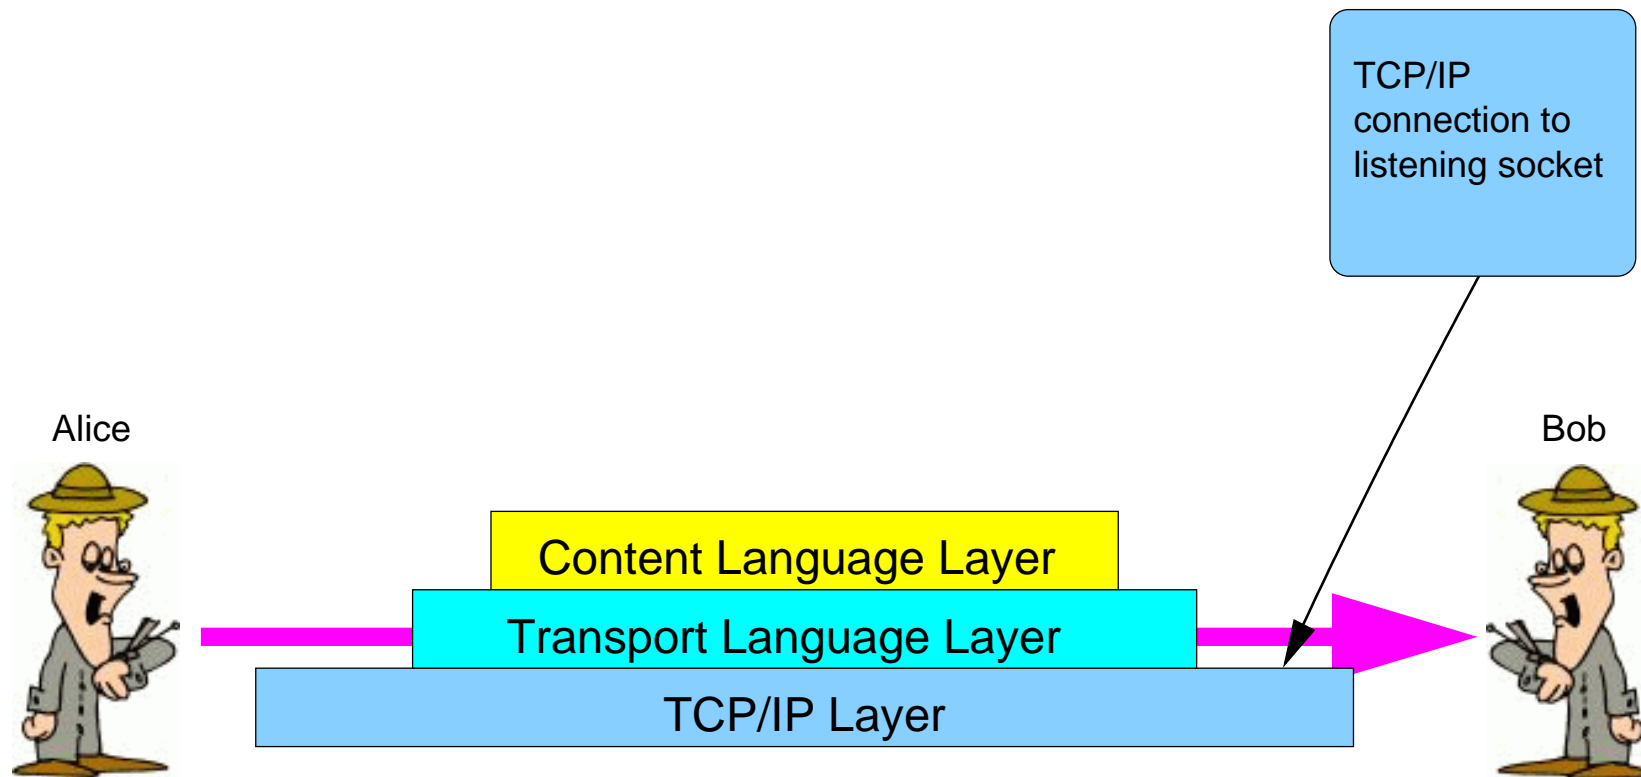 TCP/IP
connection to
listening socket
Alice
Bob
Content Language Layer
Transport Language Layer
TCP/IP Layer